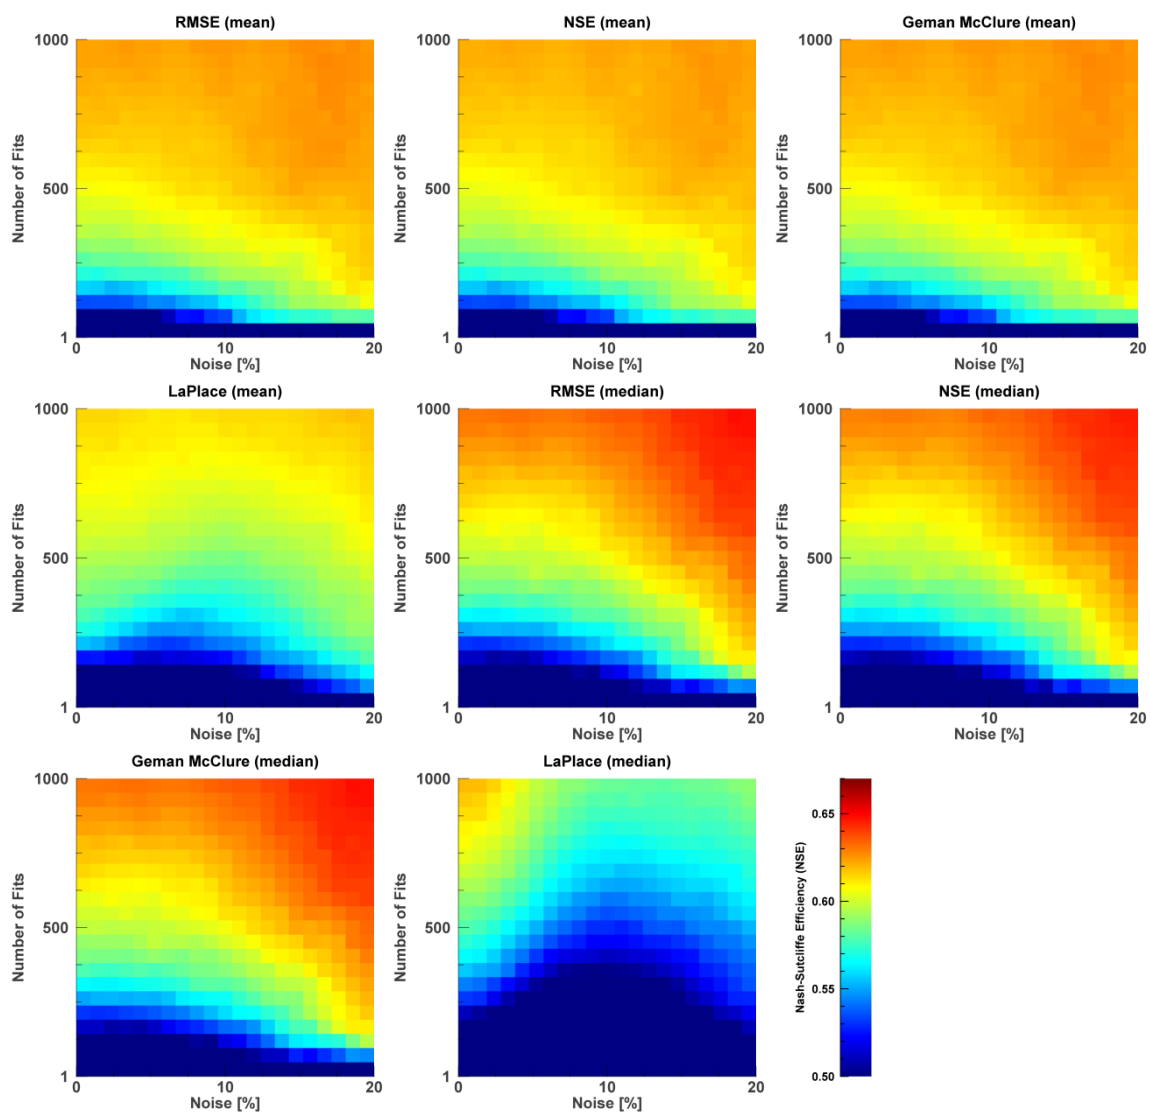 RMSE (mean)
1000
500
1
0
10
20
Number of Fits
Noise [%]
NSE (mean)
1000
500
1
0
10
20
Number of Fits
Noise [%]
Geman McClure (mean)
1000
500
1
0
10
20
Number of Fits
Noise [%]
LaPlace (mean)
1000
500
1
0
10
20
Number of Fits
Noise [%]
RMSE (median)
1000
500
1
0
10
20
Number of Fits
Noise [%]
NSE (median)
1000
500
1
0
10
20
Number of Fits
Noise [%]
Geman McClure (median)
1000
500
1
0
10
20
Number of Fits
Noise [%]
LaPlace (median)
1000
500
1
0
10
20
Number of Fits
Noise [%]
0.65
0.60
0.55
0.50
Nash-Sutcliffe Efficiency (NSE)